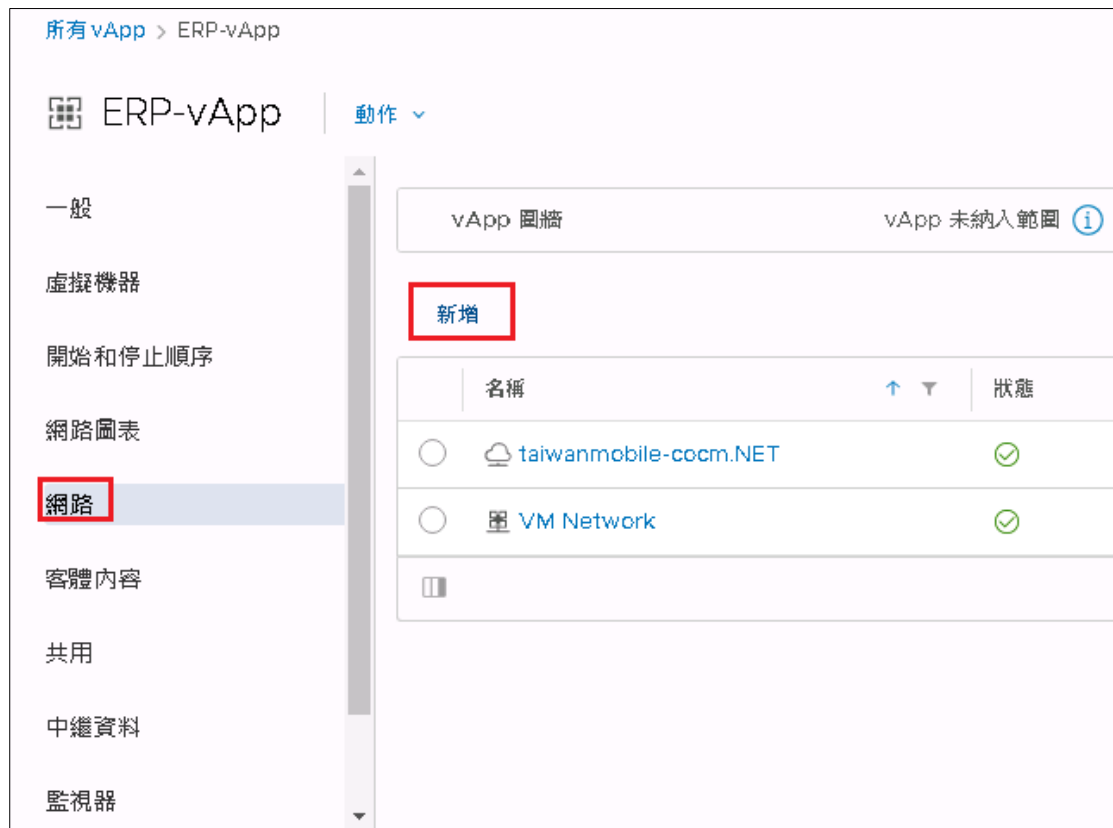 所有 vApp > ERP-vApp
ERP-vApp
動作
一般
虛擬機器
開始和停止順序
網路圖表
網路
客體內容
共用
中繼資料
監視器
vApp 圍牆
vApp 未納入範圍
新增
名稱
狀態
taiwanmobile-cocm.NET
VM Network